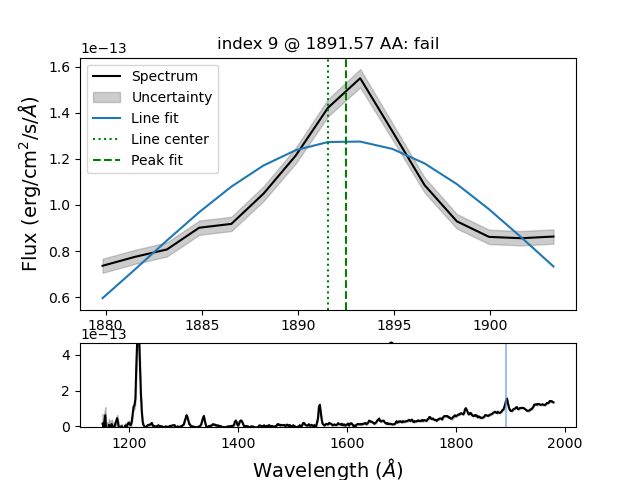 index 9 @ 1891.57 AA: fail
1e−13
Spectrum
Uncertainty
Line fit
Line center
Peak fit
1.6
1.4
1.2
1.0
0.8
0.6
Flux (erg/cm²/s/Å)
1880
1885
1890
1895
1900
1e−13
4
2
0
1200
1400
1600
1800
2000
Wavelength (Å)